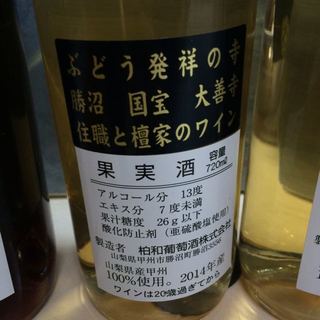 ぶどう発祥の寺
勝沼 国宝 大善寺
住職と檀家のワイン
果実酒 容量 720ml
アルコール分 13度
エキス分 7度未満
果汁糖度 26g以下
酸化防止剤(亜硫酸塩使用)
製造者 柏和葡萄酒株式会社
山梨県甲州市勝沼町勝沼3559
山梨県産甲州
100%使用。 2014年産
ワインは20歳過ぎてから